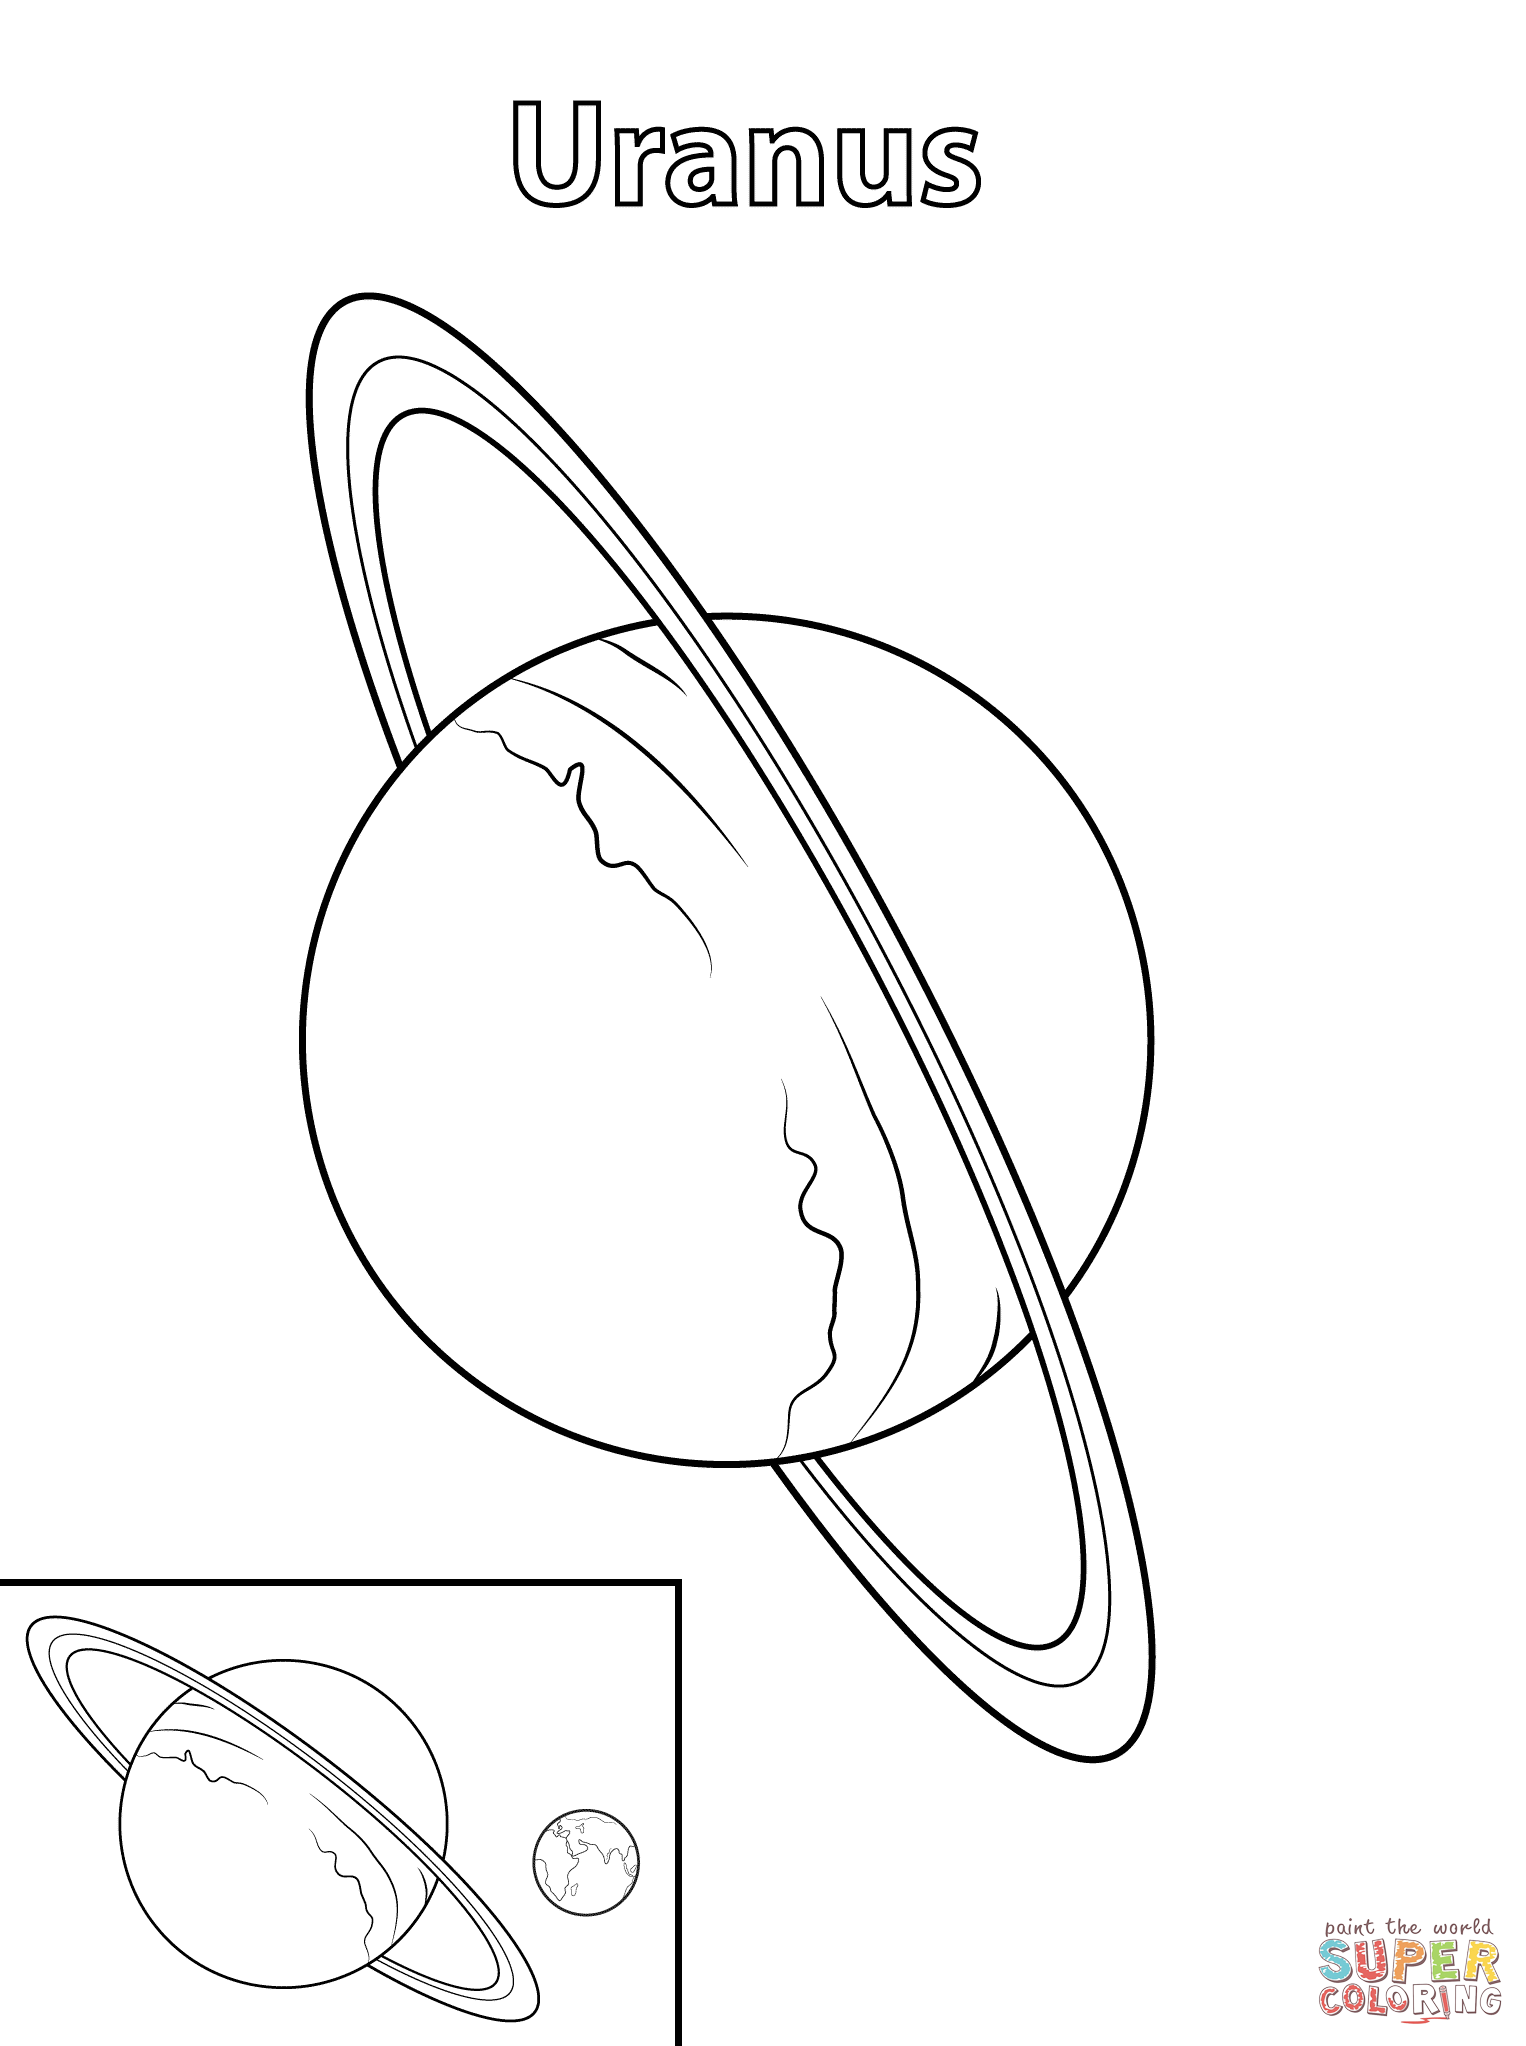 Uranus
paint the world
SUPER
COLORING